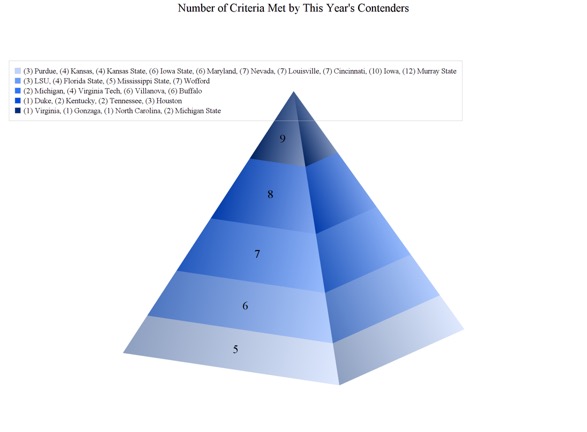 Number of Criteria Met by This Year's Contenders
(3) Purdue, (4) Kansas, (4) Kansas State, (6) Iowa State, (6) Maryland, (7) Nevada, (7) Louisville, (7) Cincinnati, (10) Iowa, (12) Murray State
(3) LSU, (4) Florida State, (5) Mississippi State, (7) Wofford
(2) Michigan, (4) Virginia Tech, (6) Villanova, (6) Buffalo
(1) Duke, (2) Kentucky, (2) Tennessee, (3) Houston
(1) Virginia, (1) Gonzaga, (1) North Carolina, (2) Michigan State
9
8
7
6
5